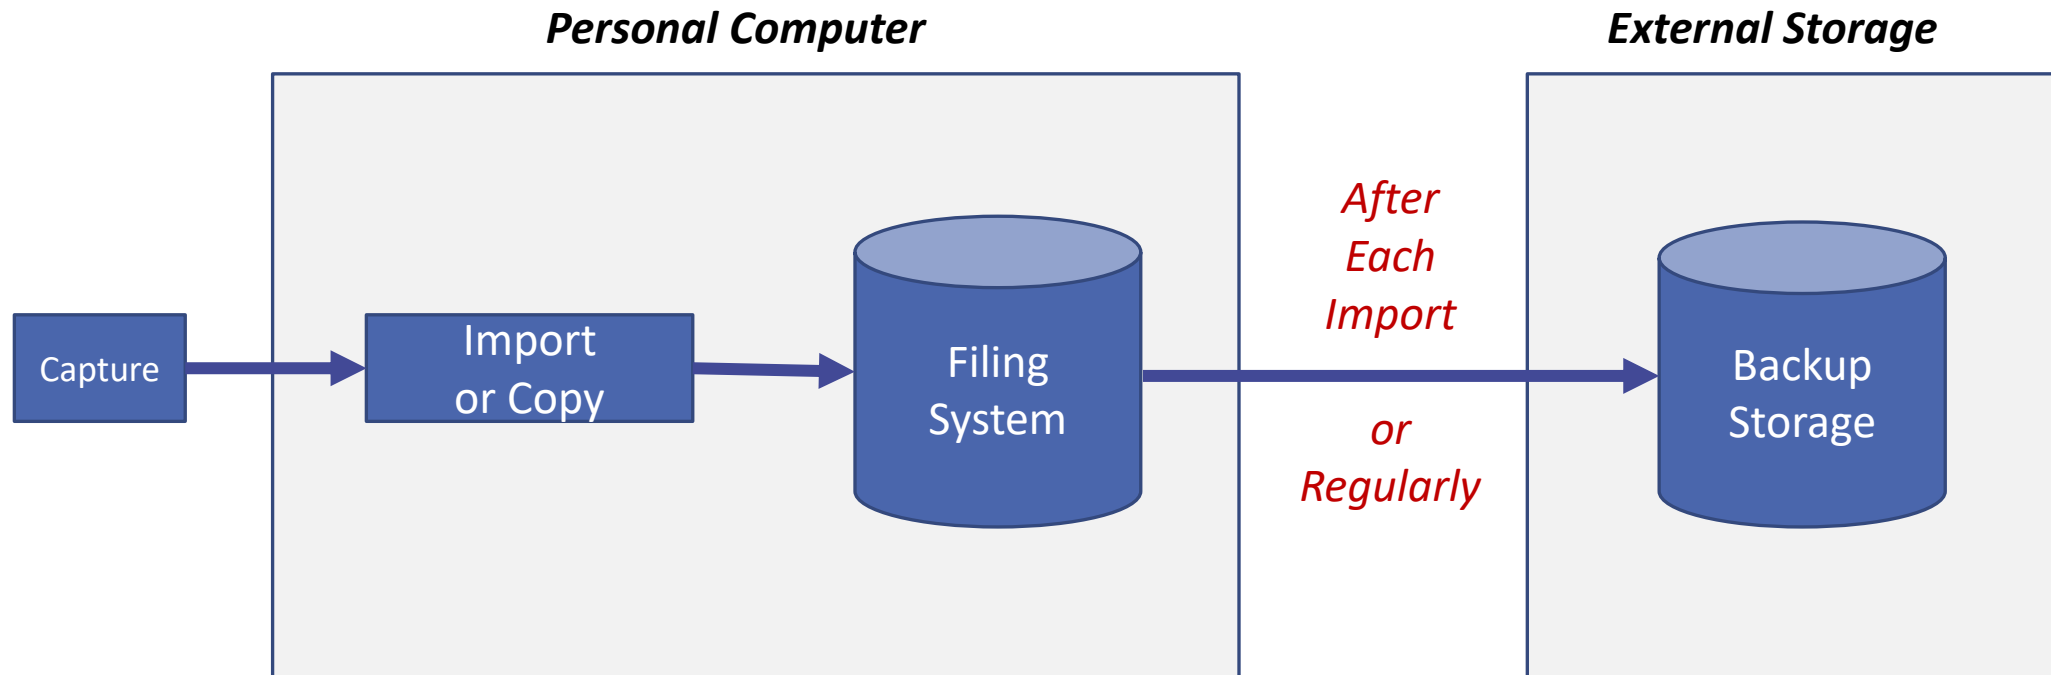 Personal Computer
External Storage
Capture
Import
or Copy
Filing
System
After
Each
Import
or
Regularly
Backup
Storage